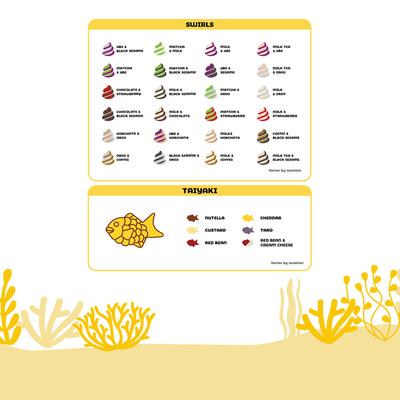 SWIRLS
UBE &
BLACK SESAME
MATCHA
& MILK
MILK
& UBE
MILK TEA
& UBE
MATCHA
& UBE
MATCHA &
BLACK SESAME
UBE &
SESAME
MILK TEA
& OREO
CHOCOLATE &
STRAWBERRY
MILK &
BLACK SESAME
MATCHA
& OREO
MILK
& OREO
CHOCOLATE &
BLACK SESAME
MILK &
CHOCOLATE
MATCHA &
STRAWBERRY
MILK &
STRAWBERRY
HORCHATA &
OREO
UBE &
HORCHATA
MILK &
HORCHATA
COFFEE &
BLACK SESAME
OREO &
COFFEE
BLACK SESAME &
OREO
MILK &
COFFEE
MILK TEA &
BLACK SESAME
Varies by location
TAIYAKI
NUTELLA
CHEDDAR
CUSTARD
TARO
RED BEAN
RED BEAN &
CREAM CHEESE
Varies by location